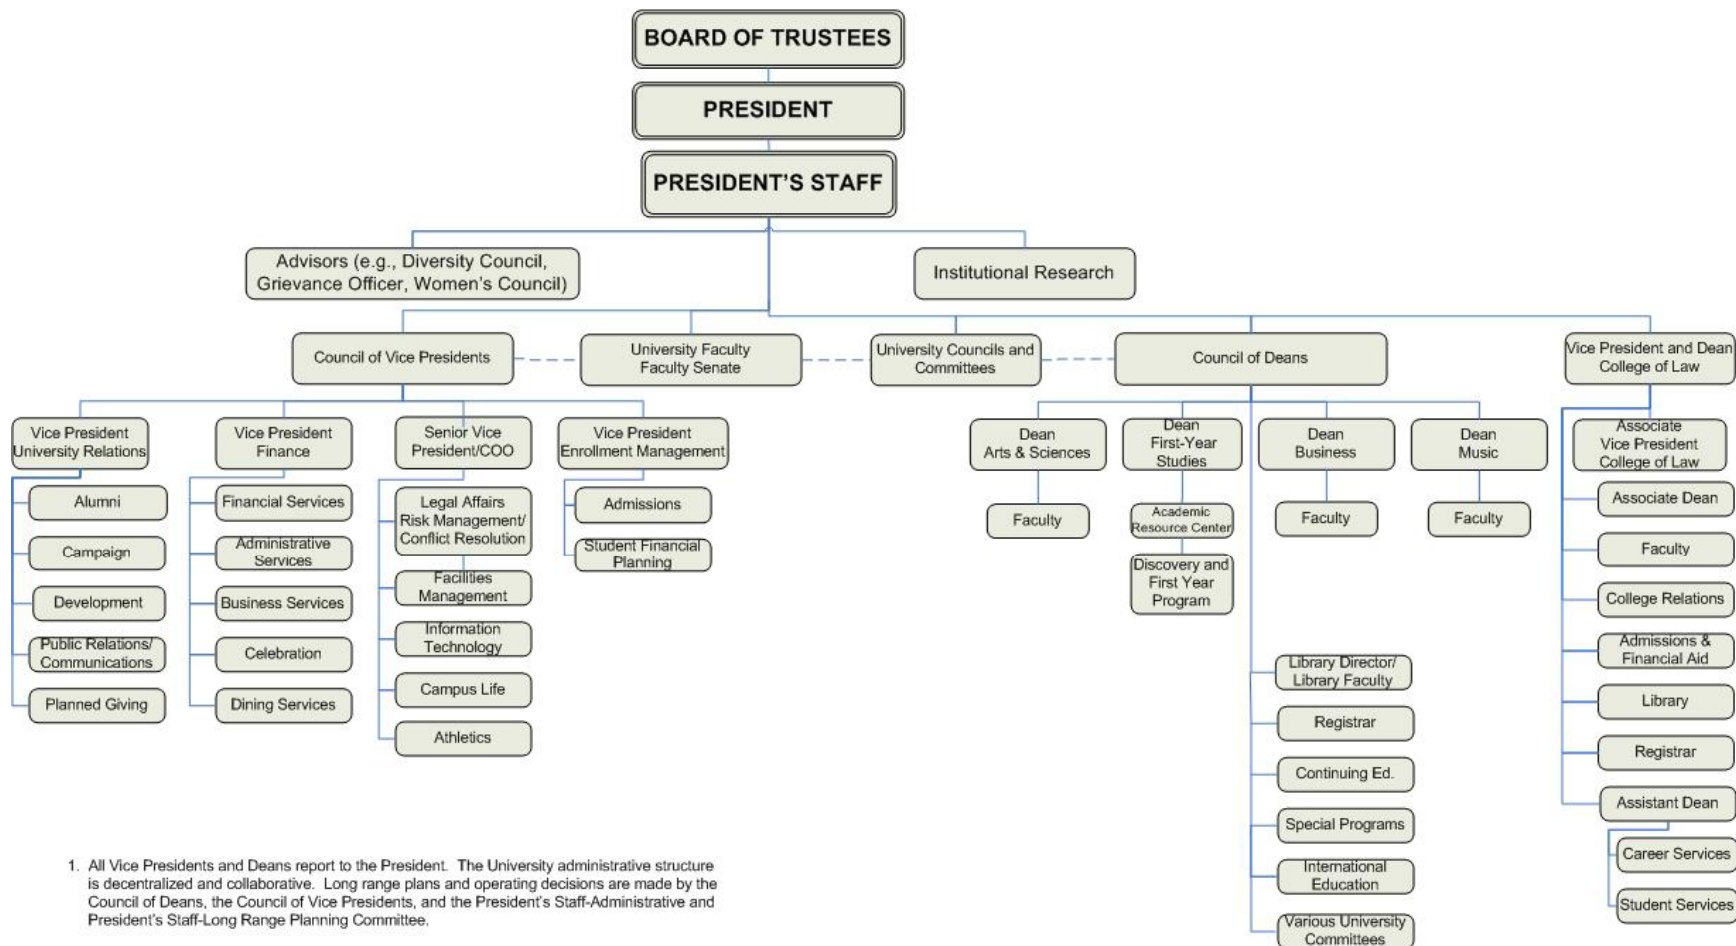 BOARD OF TRUSTEES
PRESIDENT
PRESIDENT'S STAFF
Advisors (e.g., Diversity Council,
Grievance Officer, Women's Council)
Institutional Research
Council of Vice Presidents
University Faculty
Faculty Senate
University Councils and
Committees
Council of Deans
Vice President and Dean
College of Law
Vice President
University Relations
Alumni
Campaign
Development
Public Relations/
Communications
Planned Giving
Vice President
Finance
Financial Services
Administrative
Services
Business Services
Celebration
Dining Services
Senior Vice
President/COO
Legal Affairs
Risk Management/
Conflict Resolution
Facilities
Management
Information
Technology
Campus Life
Athletics
Vice President
Enrollment Management
Admissions
Student Financial
Planning
Dean
Arts & Sciences
Faculty
Dean
First-Year
Studies
Academic
Resource Center
Discovery and
First Year
Program
Dean
Business
Faculty
Dean
Music
Faculty
Library Director/
Library Faculty
Registrar
Continuing Ed.
Special Programs
International
Education
Various University
Committees
Associate
Vice President
College of Law
Associate Dean
Faculty
College Relations
Admissions &
Financial Aid
Library
Registrar
Assistant Dean
Career Services
Student Services
1. All Vice Presidents and Deans report to the President. The University administrative structure
is decentralized and collaborative. Long range plans and operating decisions are made by the
Council of Deans, the Council of Vice Presidents, and the President's Staff-Administrative and
President's Staff-Long Range Planning Committee.